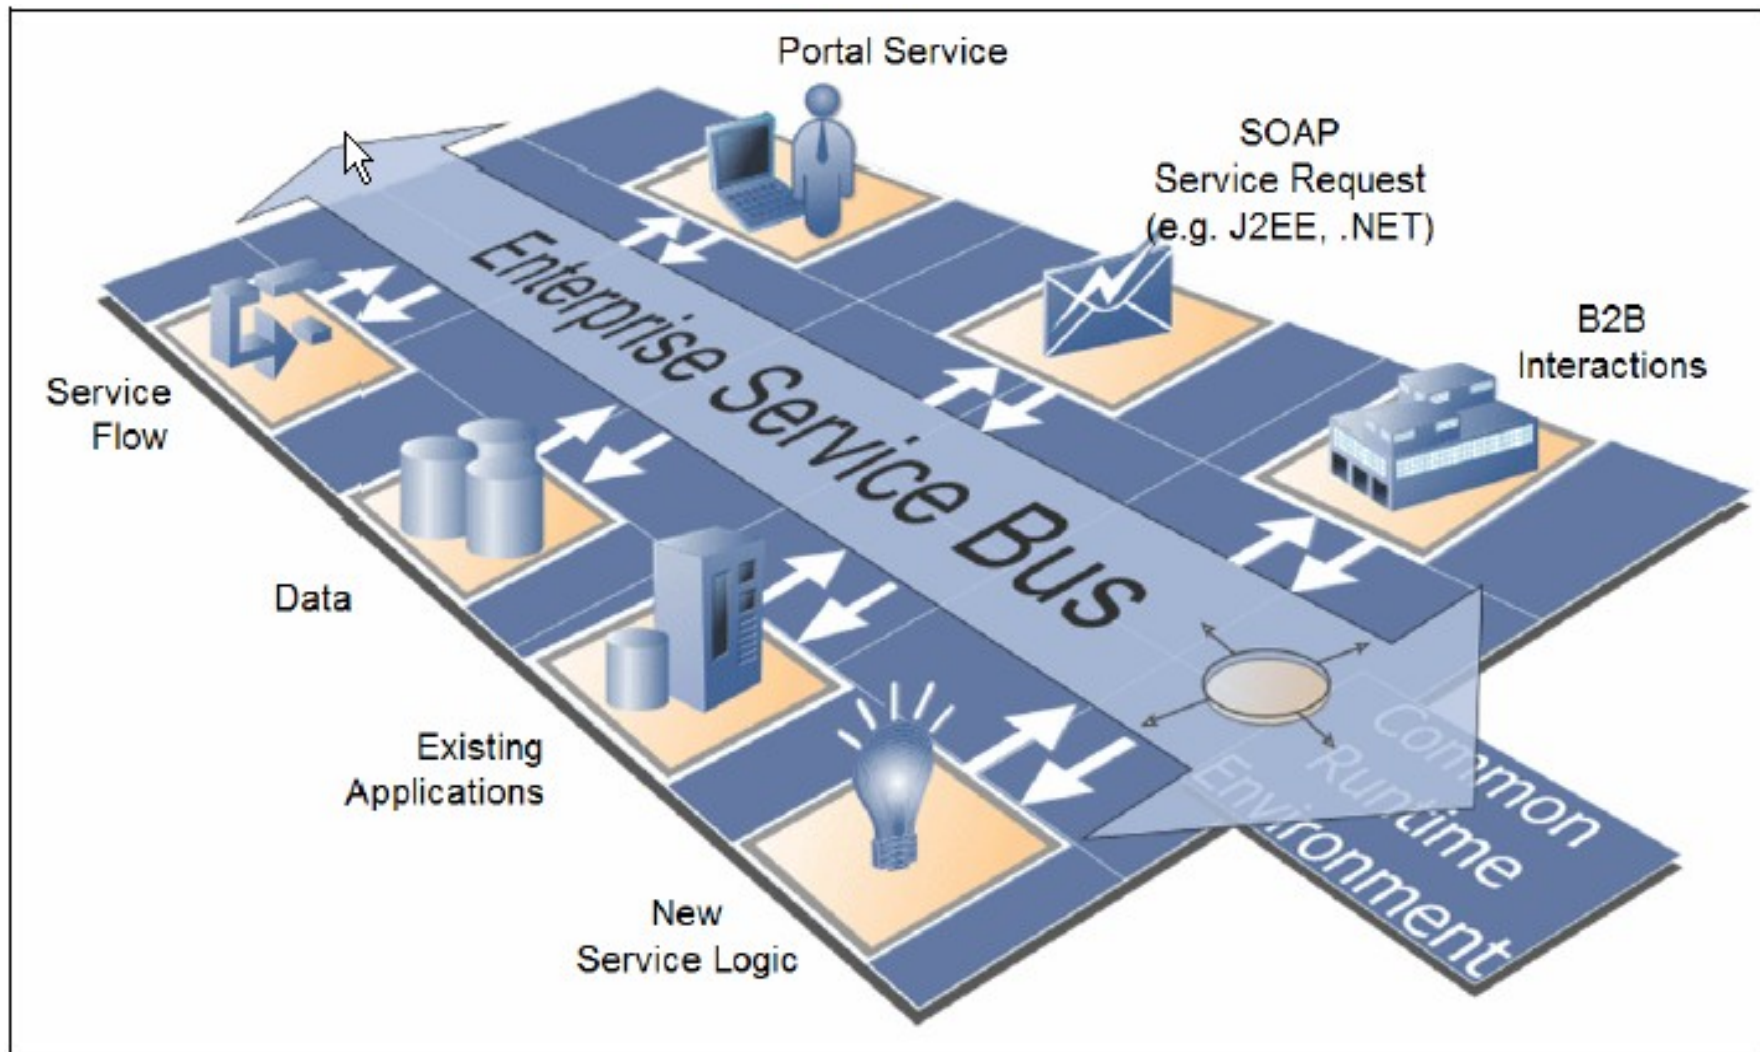 Portal Service
SOAP
Service Request
(e.g. J2EE, .NET)
B2B
Interactions
Enterprise Service Bus
Service
Flow
Data
Existing
Applications
New
Service Logic
Common
Runtime
Environment